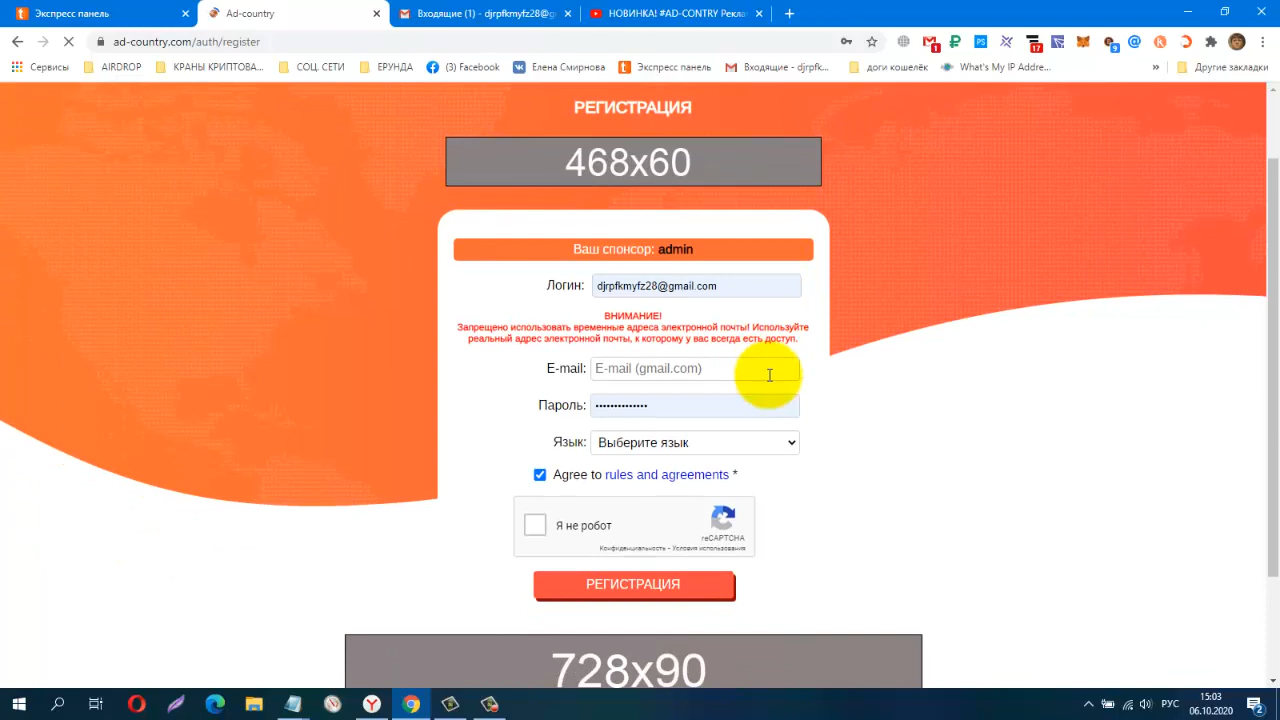 Экспресс панель
Ad-country
Входящие (1) - djrpfkmyfz28@g
НОВИНКА! #AD-CONTRY Рекла
ad-country.com/auth/register
1
17
9
Сервисы
AIRDROP
КРАНЫ КРИПТОВА...
СОЦ. СЕТИ
ЕРУНДА
(3) Facebook
Елена Смирнова
Экспресс панель
Входящие - djrpfk...
доги кошелёк
What's My IP Addre...
»
Другие закладки
РЕГИСТРАЦИЯ
468x60
Ваш спонсор: admin
Логин: djrpfkmyfz28@gmail.com
ВНИМАНИЕ!
Запрещено использовать временные адреса электронной почты! Используйте
реальный адрес электронной почты, к которому у вас всегда есть доступ.
E-mail: E-mail (gmail.com)
Пароль: ••••••••••••••
Язык: Выберите язык
Agree to rules and agreements *
Я не робот
reCAPTCHA
Конфиденциальность - Условия использования
РЕГИСТРАЦИЯ
728x90
РУС
15:03
06.10.2020
2